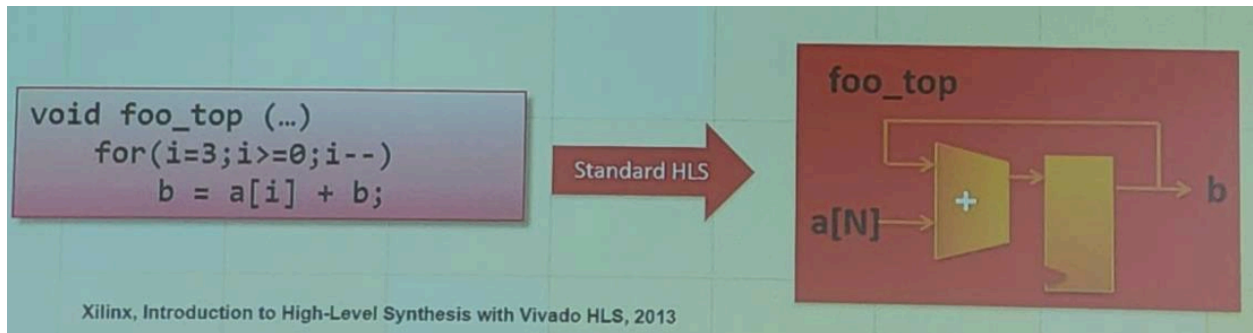 void foo_top (…)
for(i=3;i>=0;i--)
b = a[i] + b;
Standard HLS
foo_top
+
a[N]
b
Xilinx, Introduction to High-Level Synthesis with Vivado HLS, 2013